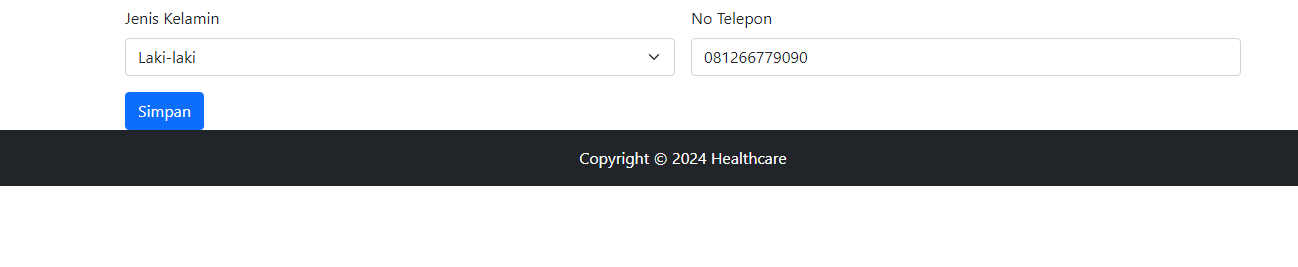 Jenis Kelamin
No Telepon
Laki-laki
081266779090
Simpan
Copyright © 2024 Healthcare